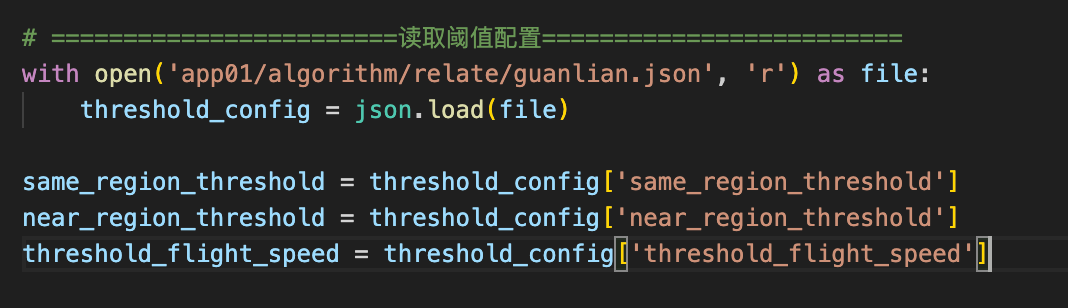 # ========================读取阈值配置=========================
with open('app01/algorithm/relate/guanlian.json', 'r') as file:
    threshold_config = json.load(file)
same_region_threshold = threshold_config['same_region_threshold']
near_region_threshold = threshold_config['near_region_threshold']
threshold_flight_speed = threshold_config['threshold_flight_speed']